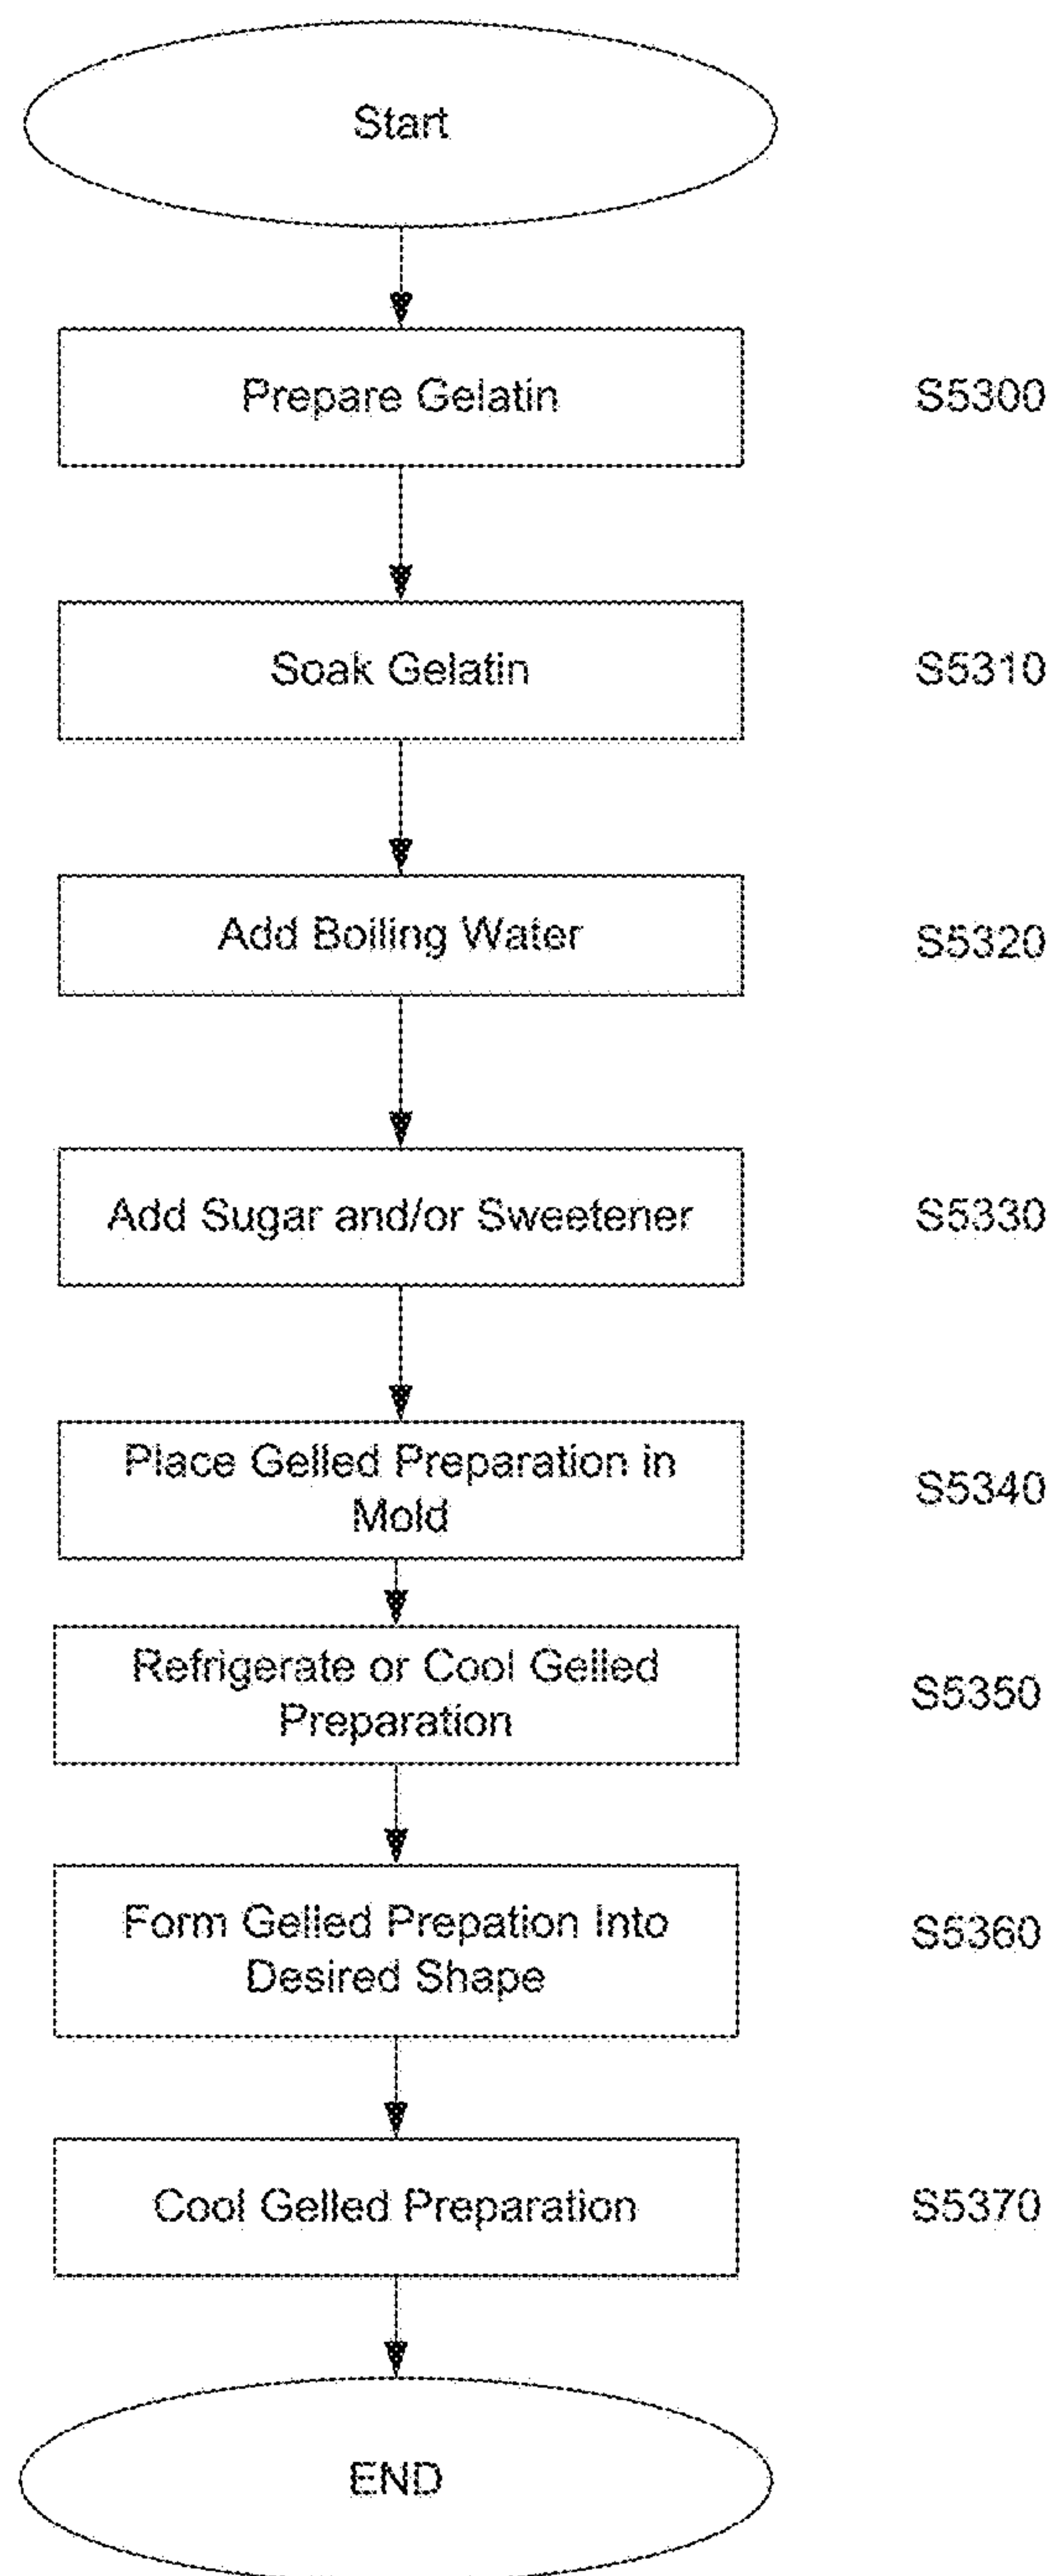 Start
Prepare Gelatin
S5300
Soak Gelatin
S5310
Add Boiling Water
S5320
Add Sugar and/or Sweetener
S5330
Place Gelled Preparation in
Mold
S5340
Refrigerate or Cool Gelled
Preparation
S5350
Form Gelled Prepation Into
Desired Shape
S5360
Cool Gelled Preparation
S5370
END